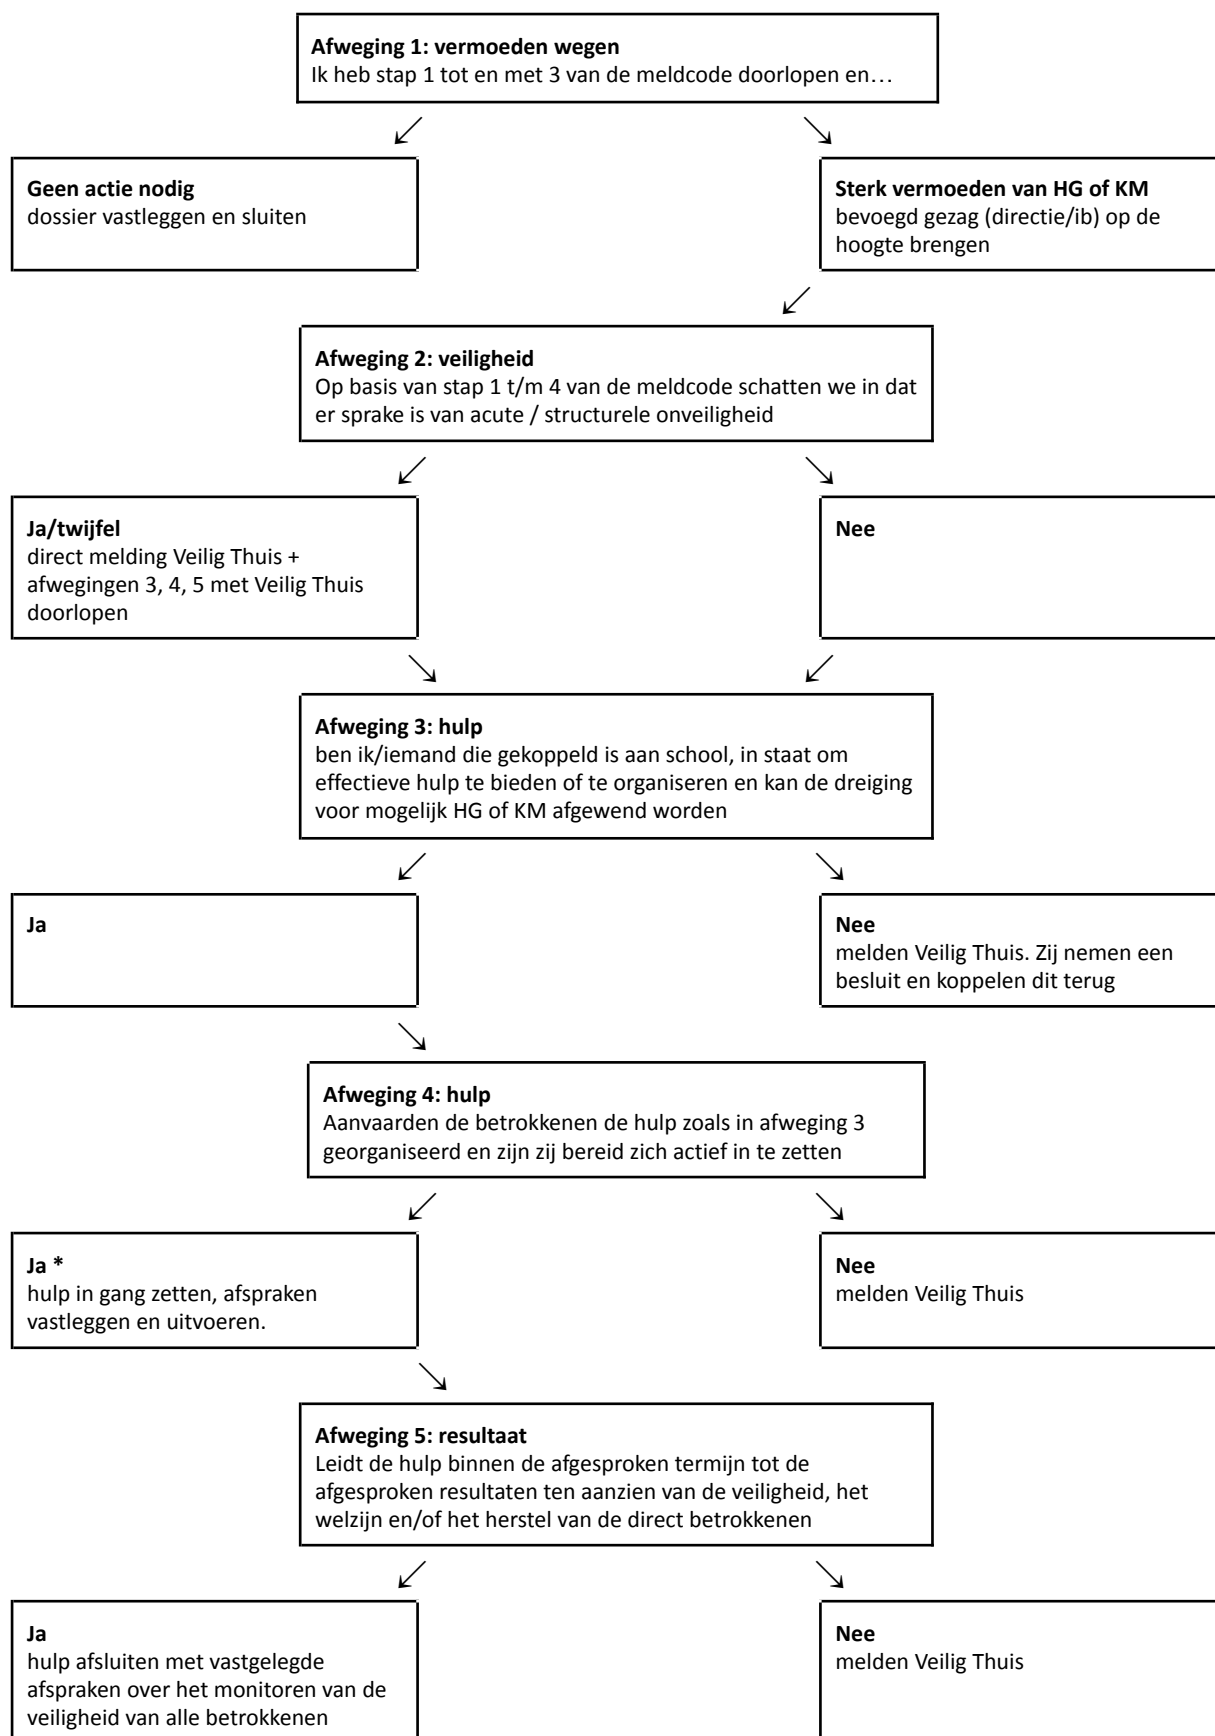 Afweging 1: vermoeden wegen
Ik heb stap 1 tot en met 3 van de meldcode doorlopen en…
Geen actie nodig
dossier vastleggen en sluiten
Sterk vermoeden van HG of KM
bevoegd gezag (directie/ib) op de
hoogte brengen
Afweging 2: veiligheid
Op basis van stap 1 t/m 4 van de meldcode schatten we in dat
er sprake is van acute / structurele onveiligheid
Ja/twijfel
direct melding Veilig Thuis +
afwegingen 3, 4, 5 met Veilig Thuis
doorlopen
Nee
Afweging 3: hulp
ben ik/iemand die gekoppeld is aan school, in staat om
effectieve hulp te bieden of te organiseren en kan de dreiging
voor mogelijk HG of KM afgewend worden
Ja
Nee
melden Veilig Thuis. Zij nemen een
besluit en koppelen dit terug
Afweging 4: hulp
Aanvaarden de betrokkenen de hulp zoals in afweging 3
georganiseerd en zijn zij bereid zich actief in te zetten
Ja *
hulp in gang zetten, afspraken
vastleggen en uitvoeren.
Nee
melden Veilig Thuis
Afweging 5: resultaat
Leidt de hulp binnen de afgesproken termijn tot de
afgesproken resultaten ten aanzien van de veiligheid, het
welzijn en/of het herstel van de direct betrokkenen
Ja
hulp afsluiten met vastgelegde
afspraken over het monitoren van de
veiligheid van alle betrokkenen
Nee
melden Veilig Thuis